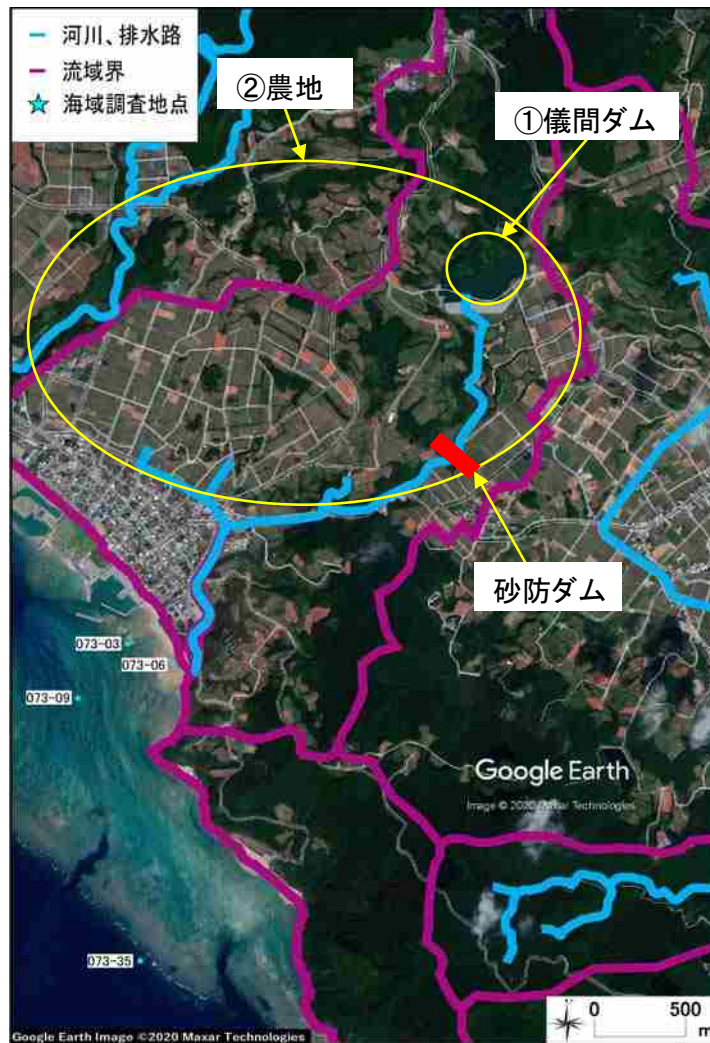 河川、排水路
流域界
海域調査地点
②農地
①儀間ダム
砂防ダム
073-03
073-06
073-09
Google Earth
Image © 2020 Maxar Technologies
073-35
0 500
m
Google Earth Image ©2020 Maxar Technologies